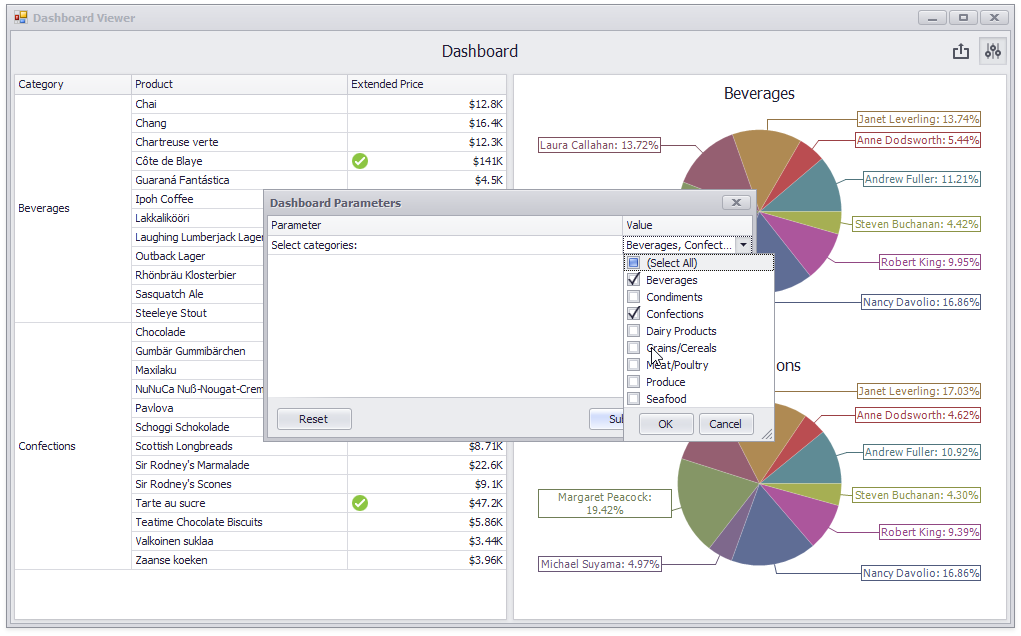 Dashboard Viewer
Dashboard
Category Product Extended Price
Beverages
Chai $12.8K
Chang $16.4K
Chartreuse verte $12.3K
Côte de Blaye $141K
Guaraná Fantástica $4.5K
Ipoh Coffee
Lakkalikööri
Laughing Lumberjack Lager
Outback Lager
Rhönbräu Klosterbier
Sasquatch Ale
Steeleye Stout
Confections
Chocolade
Gumbär Gummibärchen
Maxilaku
NuNuCa Nuß-Nougat-Crem
Pavlova
Schoggi Schokolade
Scottish Longbreads $8.71K
Sir Rodney's Marmalade $22.6K
Sir Rodney's Scones $9.1K
Tarte au sucre $47.2K
Teatime Chocolate Biscuits $5.86K
Valkoinen suklaa $3.44K
Zaanse koeken $3.96K
Dashboard Parameters
Parameter Value
Select categories: Beverages, Confect...
(Select All)
Beverages
Condiments
Confections
Dairy Products
Grains/Cereals
Meat/Poultry
Produce
Seafood
Reset Sul
OK Cancel
Beverages
Janet Leverling: 13.74%
Laura Callahan: 13.72%
Anne Dodsworth: 5.44%
Andrew Fuller: 11.21%
Steven Buchanan: 4.42%
Robert King: 9.95%
Nancy Davolio: 16.86%
ons
Janet Leverling: 17.03%
Anne Dodsworth: 4.62%
Andrew Fuller: 10.92%
Steven Buchanan: 4.30%
Margaret Peacock:
19.42%
Robert King: 9.39%
Michael Suyama: 4.97%
Nancy Davolio: 16.86%